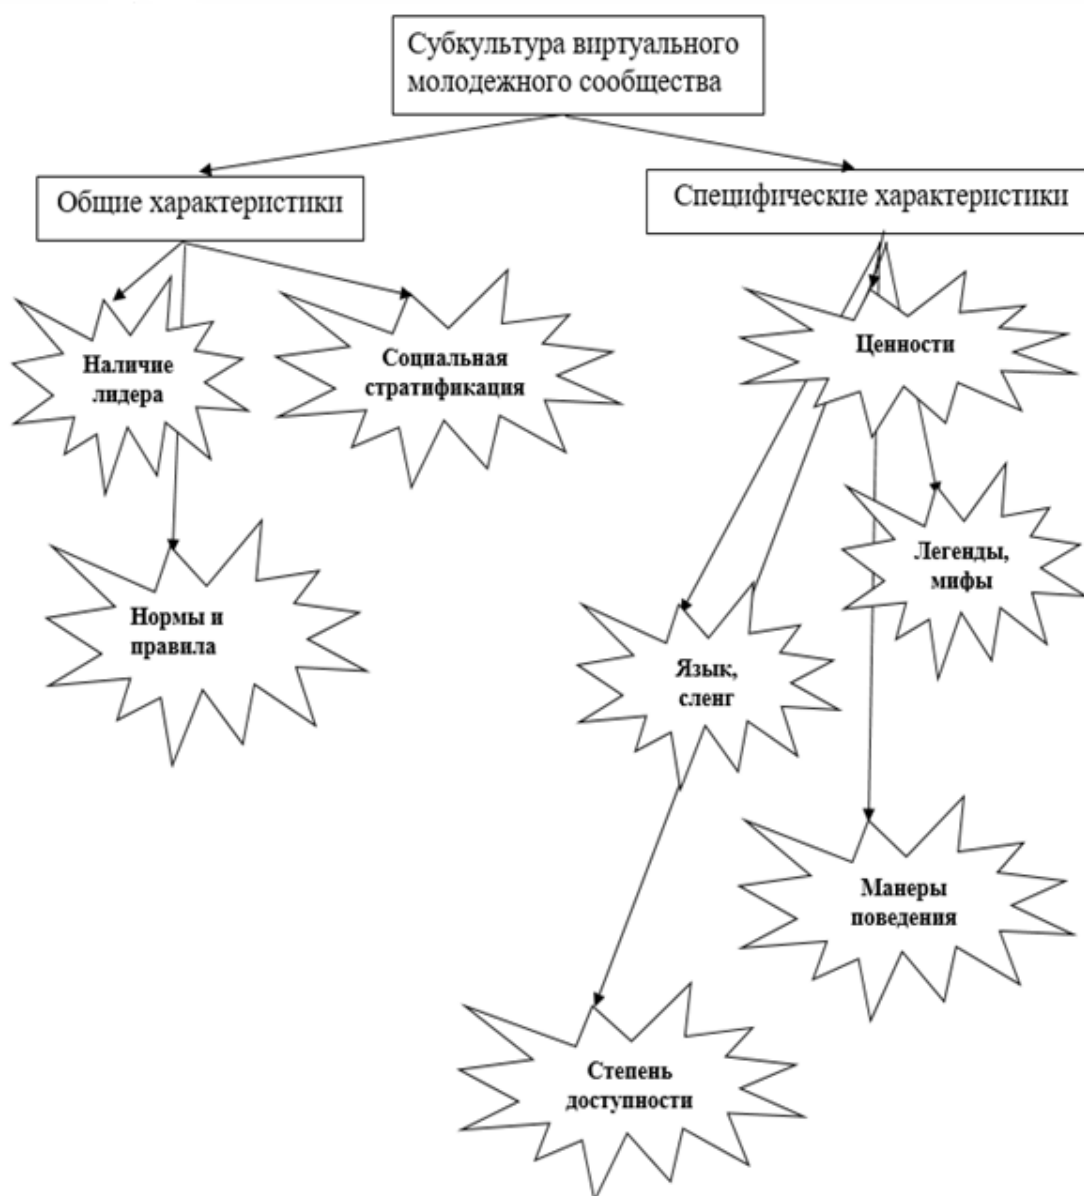 Субкультура виртуального
молодежного сообщества
Общие характеристики
Специфические характеристики
Наличие
лидера
Социальная
стратификация
Ценности
Нормы и
правила
Легенды,
мифы
Язык,
сленг
Манеры
поведения
Степень
доступности